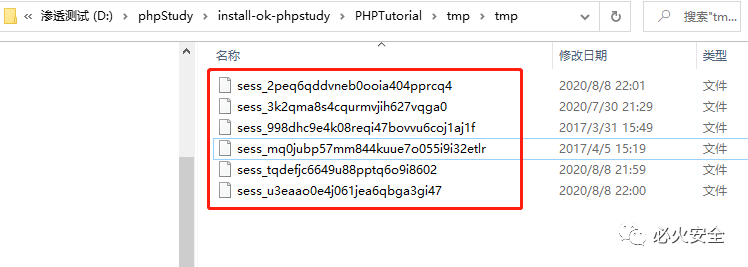 « 渗透测试 (D:) › phpStudy › install-ok-phpstudy › PHPTutorial › tmp › tmp 搜索"tm...
名称 修改日期 类型
sess_2peq6qddvneb0ooia404pprcq4 2020/8/8 22:01 文件
sess_3k2qma8s4cqurmvjih627vqga0 2020/7/30 21:29 文件
sess_998dhc9e4k08reqi47bovvu6coj1aj1f 2017/3/31 15:49 文件
sess_mq0jubp57mm844kuue7o055i9i32etlr 2017/4/5 15:19 文件
sess_tqdefjc6649u88pptq6o9i8602 2020/8/8 21:59 文件
sess_u3eaao0e4j061jea6qbga3gi47 2020/8/8 22:00 文件
必火安全